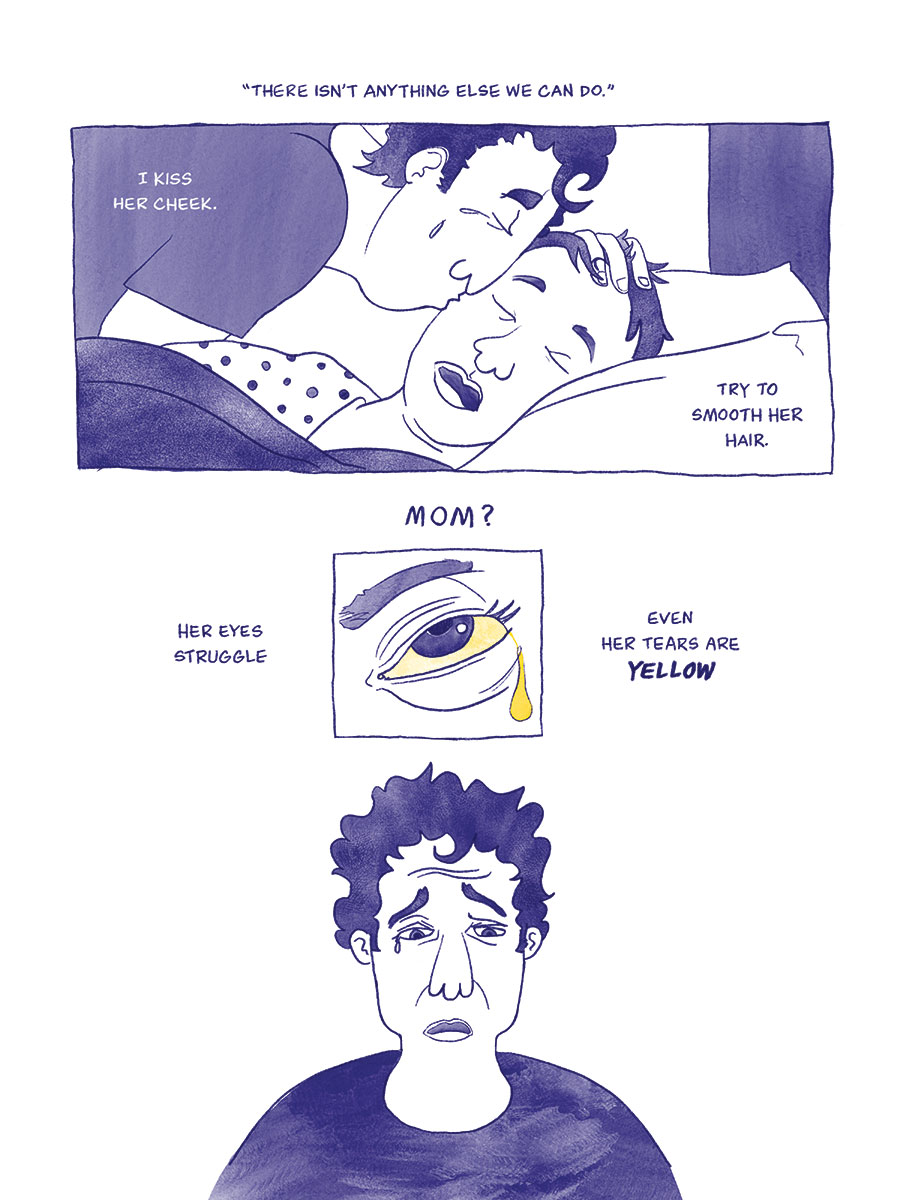 “THERE ISN’T ANYTHING ELSE WE CAN DO.”
I KISS
HER CHEEK.
TRY TO
SMOOTH HER
HAIR.
MOM?
HER EYES
STRUGGLE
EVEN
HER TEARS ARE
YELLOW